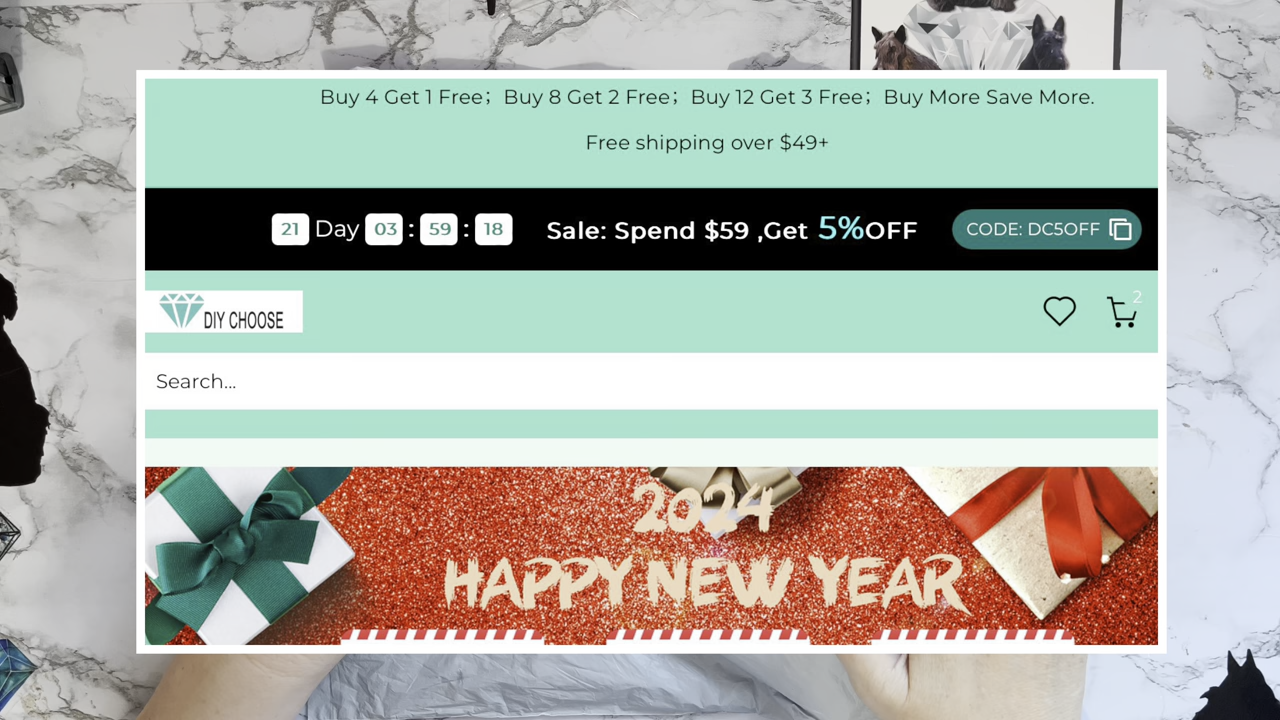 Buy 4 Get 1 Free；Buy 8 Get 2 Free；Buy 12 Get 3 Free；Buy More Save More.
Free shipping over $49+
21 Day 03 : 59 : 18 Sale: Spend $59 ,Get 5%OFF CODE: DC5OFF
DIY CHOOSE
2
Search...
2024
HAPPY NEW YEAR